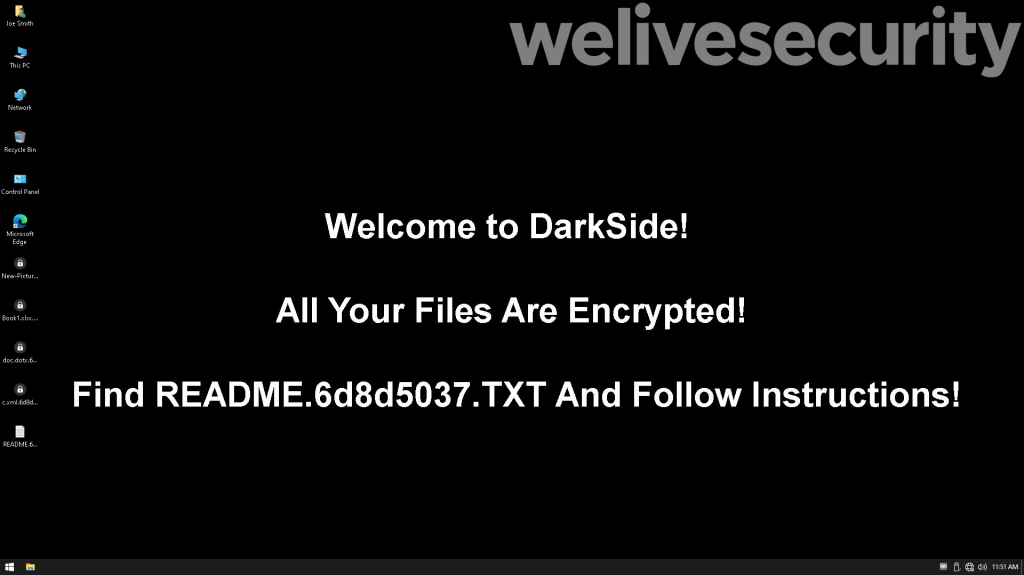 welivesecurity
Joe Smith
This PC
Network
Recycle Bin
Control Panel
Microsoft
Edge
New-Pictur...
Book1.xlsx....
doc.dotx.6...
c.xml.6d8d...
README.6...
Welcome to DarkSide!
All Your Files Are Encrypted!
Find README.6d8d5037.TXT And Follow Instructions!
11:51 AM